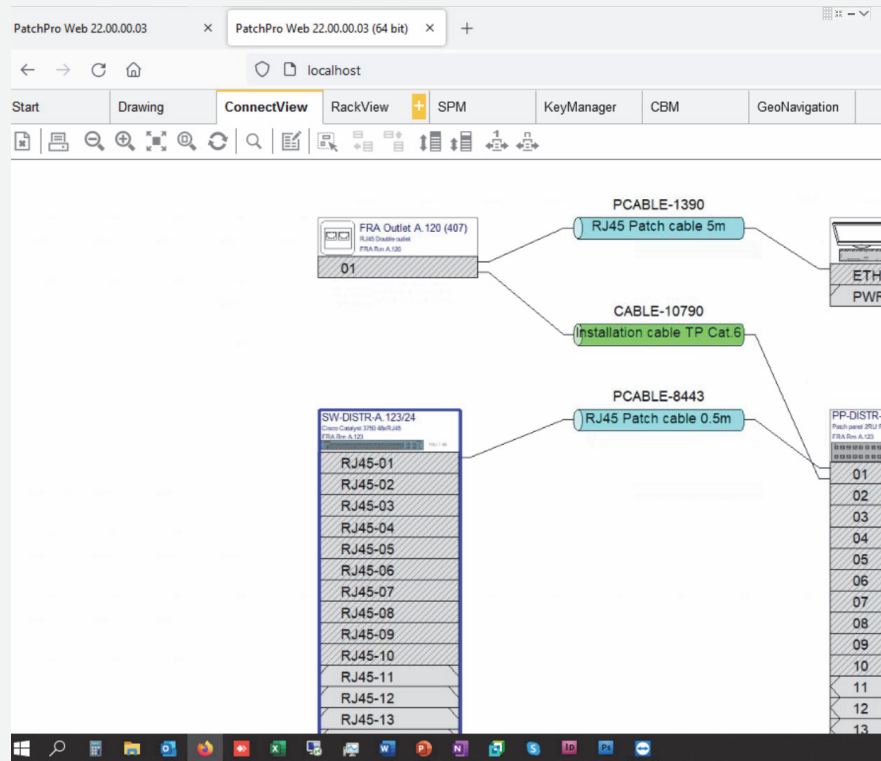 PatchPro Web 22.00.00.03
PatchPro Web 22.00.00.03 (64 bit)
localhost
Start Drawing ConnectView RackView + SPM KeyManager CBM GeoNavigation
PCABLE-1390
FRA Outlet A.120 (407)
RJ45 Double outlet
FRA Rm A.120
01
RJ45 Patch cable 5m
ETH
PWR
CABLE-10790
Installation cable TP Cat.6
PCABLE-8443
RJ45 Patch cable 0.5m
SW-DISTR-A.123/24
Cisco Catalyst 3750 48xRJ45
FRA Rm A.123
RJ45-01
RJ45-02
RJ45-03
RJ45-04
RJ45-05
RJ45-06
RJ45-07
RJ45-08
RJ45-09
RJ45-10
RJ45-11
RJ45-12
RJ45-13
PP-DISTR-
Patch panel 2RU
FRA Rm A.123
01
02
03
04
05
06
07
08
09
10
11
12
13